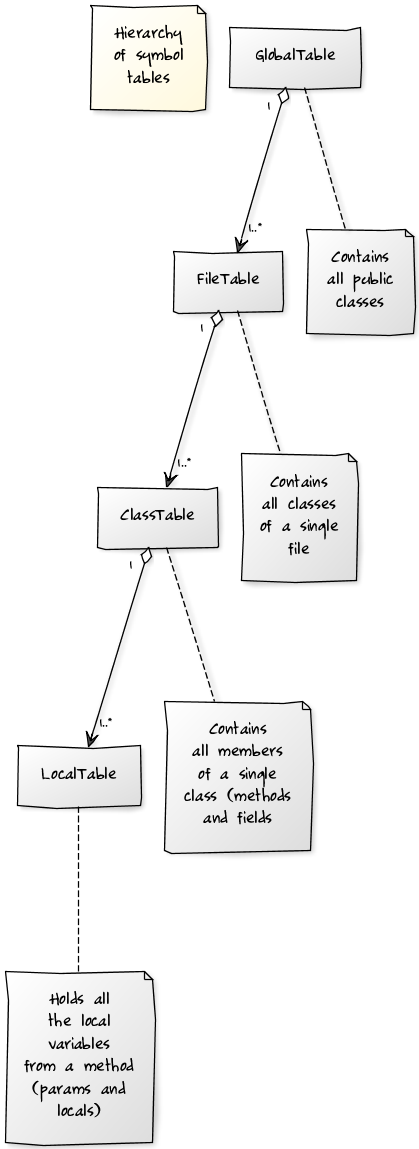 Hierarchy
of symbol
tables
GlobalTable
1
1..*
Contains
all public
classes
FileTable
1
1..*
Contains
all classes
of a single
file
ClassTable
1
1..*
Contains
all members
of a single
class (methods
and fields
LocalTable
Holds all
the local
variables
from a method
(params and
locals)